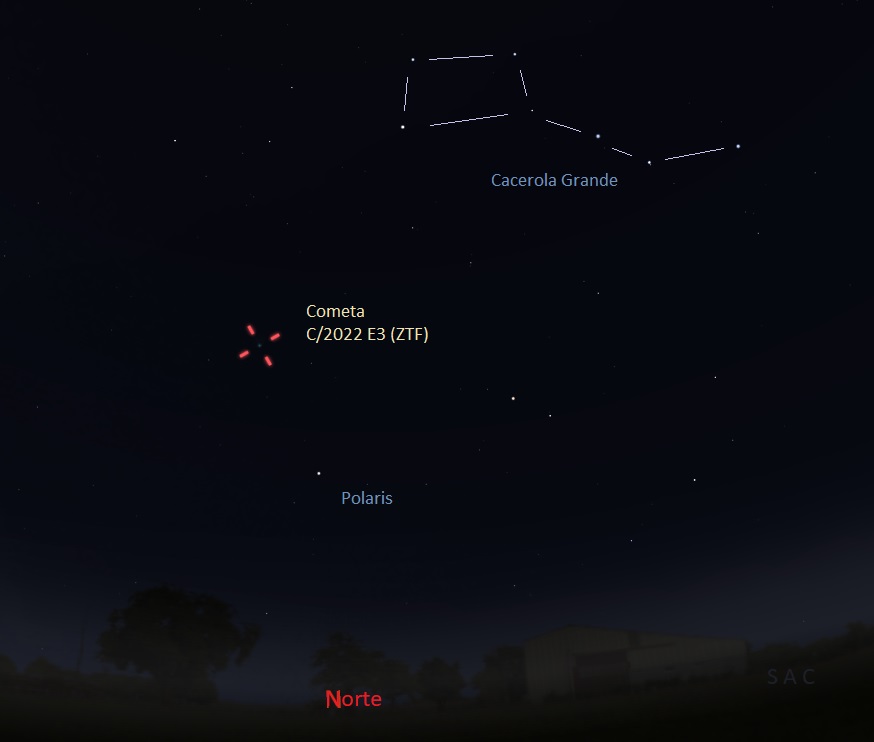 Cacerola Grande
Cometa
C/2022 E3 (ZTF)
Polaris
SAC
Norte